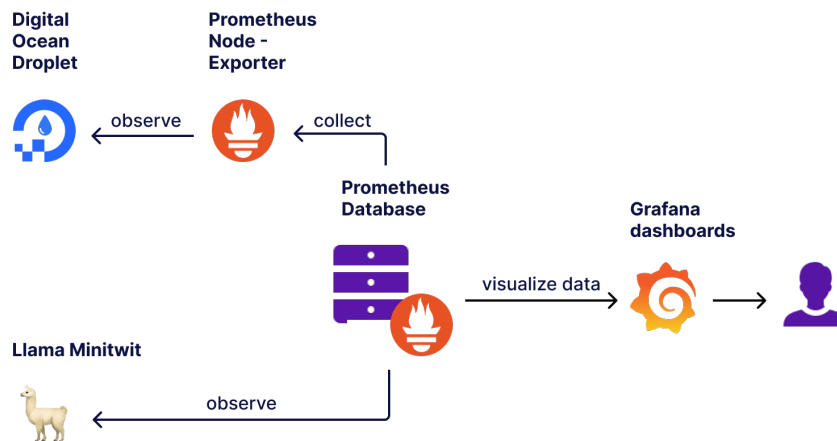 Digital
Ocean
Droplet
Prometheus
Node -
Exporter
observe
collect
Prometheus
Database
Grafana
dashboards
visualize data
Llama Minitwit
observe